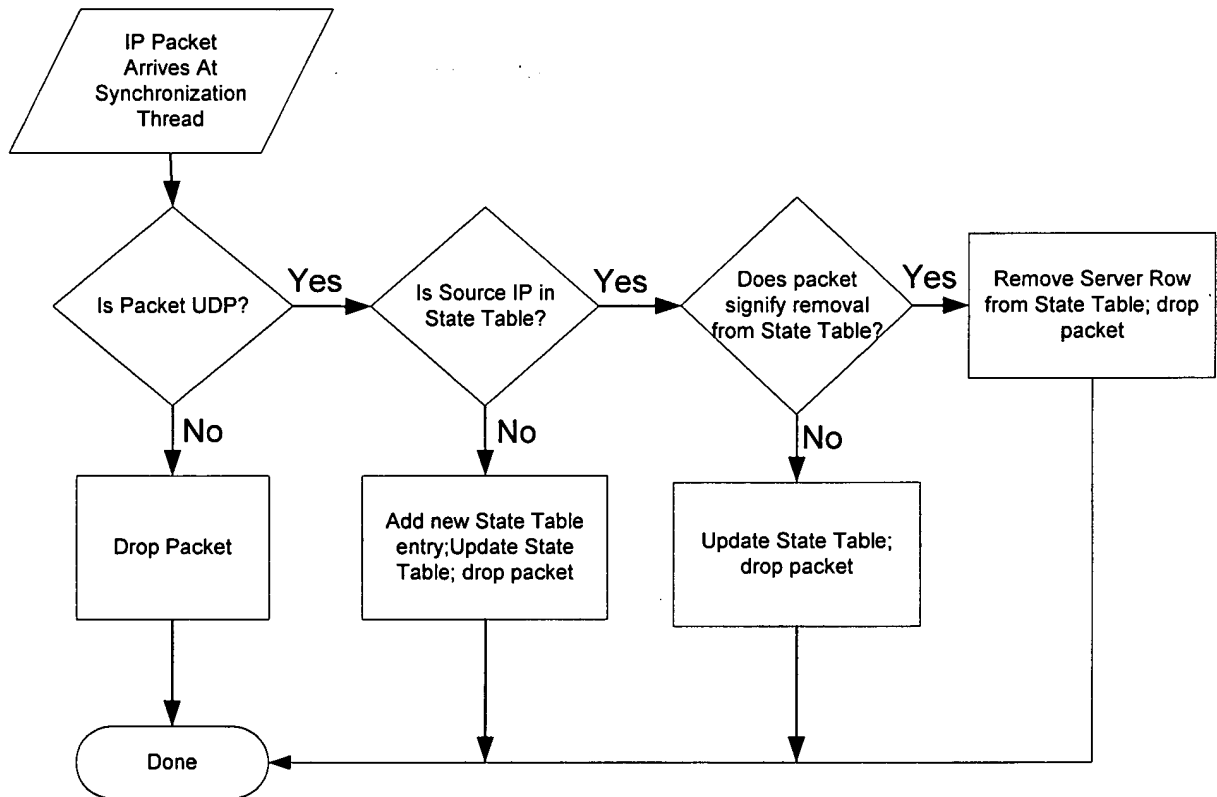 IP Packet
Arrives At
Synchronization
Thread
Is Packet UDP?
Yes
Is Source IP in
State Table?
Yes
Does packet
signify removal
from State Table?
Yes
Remove Server Row
from State Table; drop
packet
No
No
No
Drop Packet
Add new State Table
entry;Update State
Table; drop packet
Update State Table;
drop packet
Done